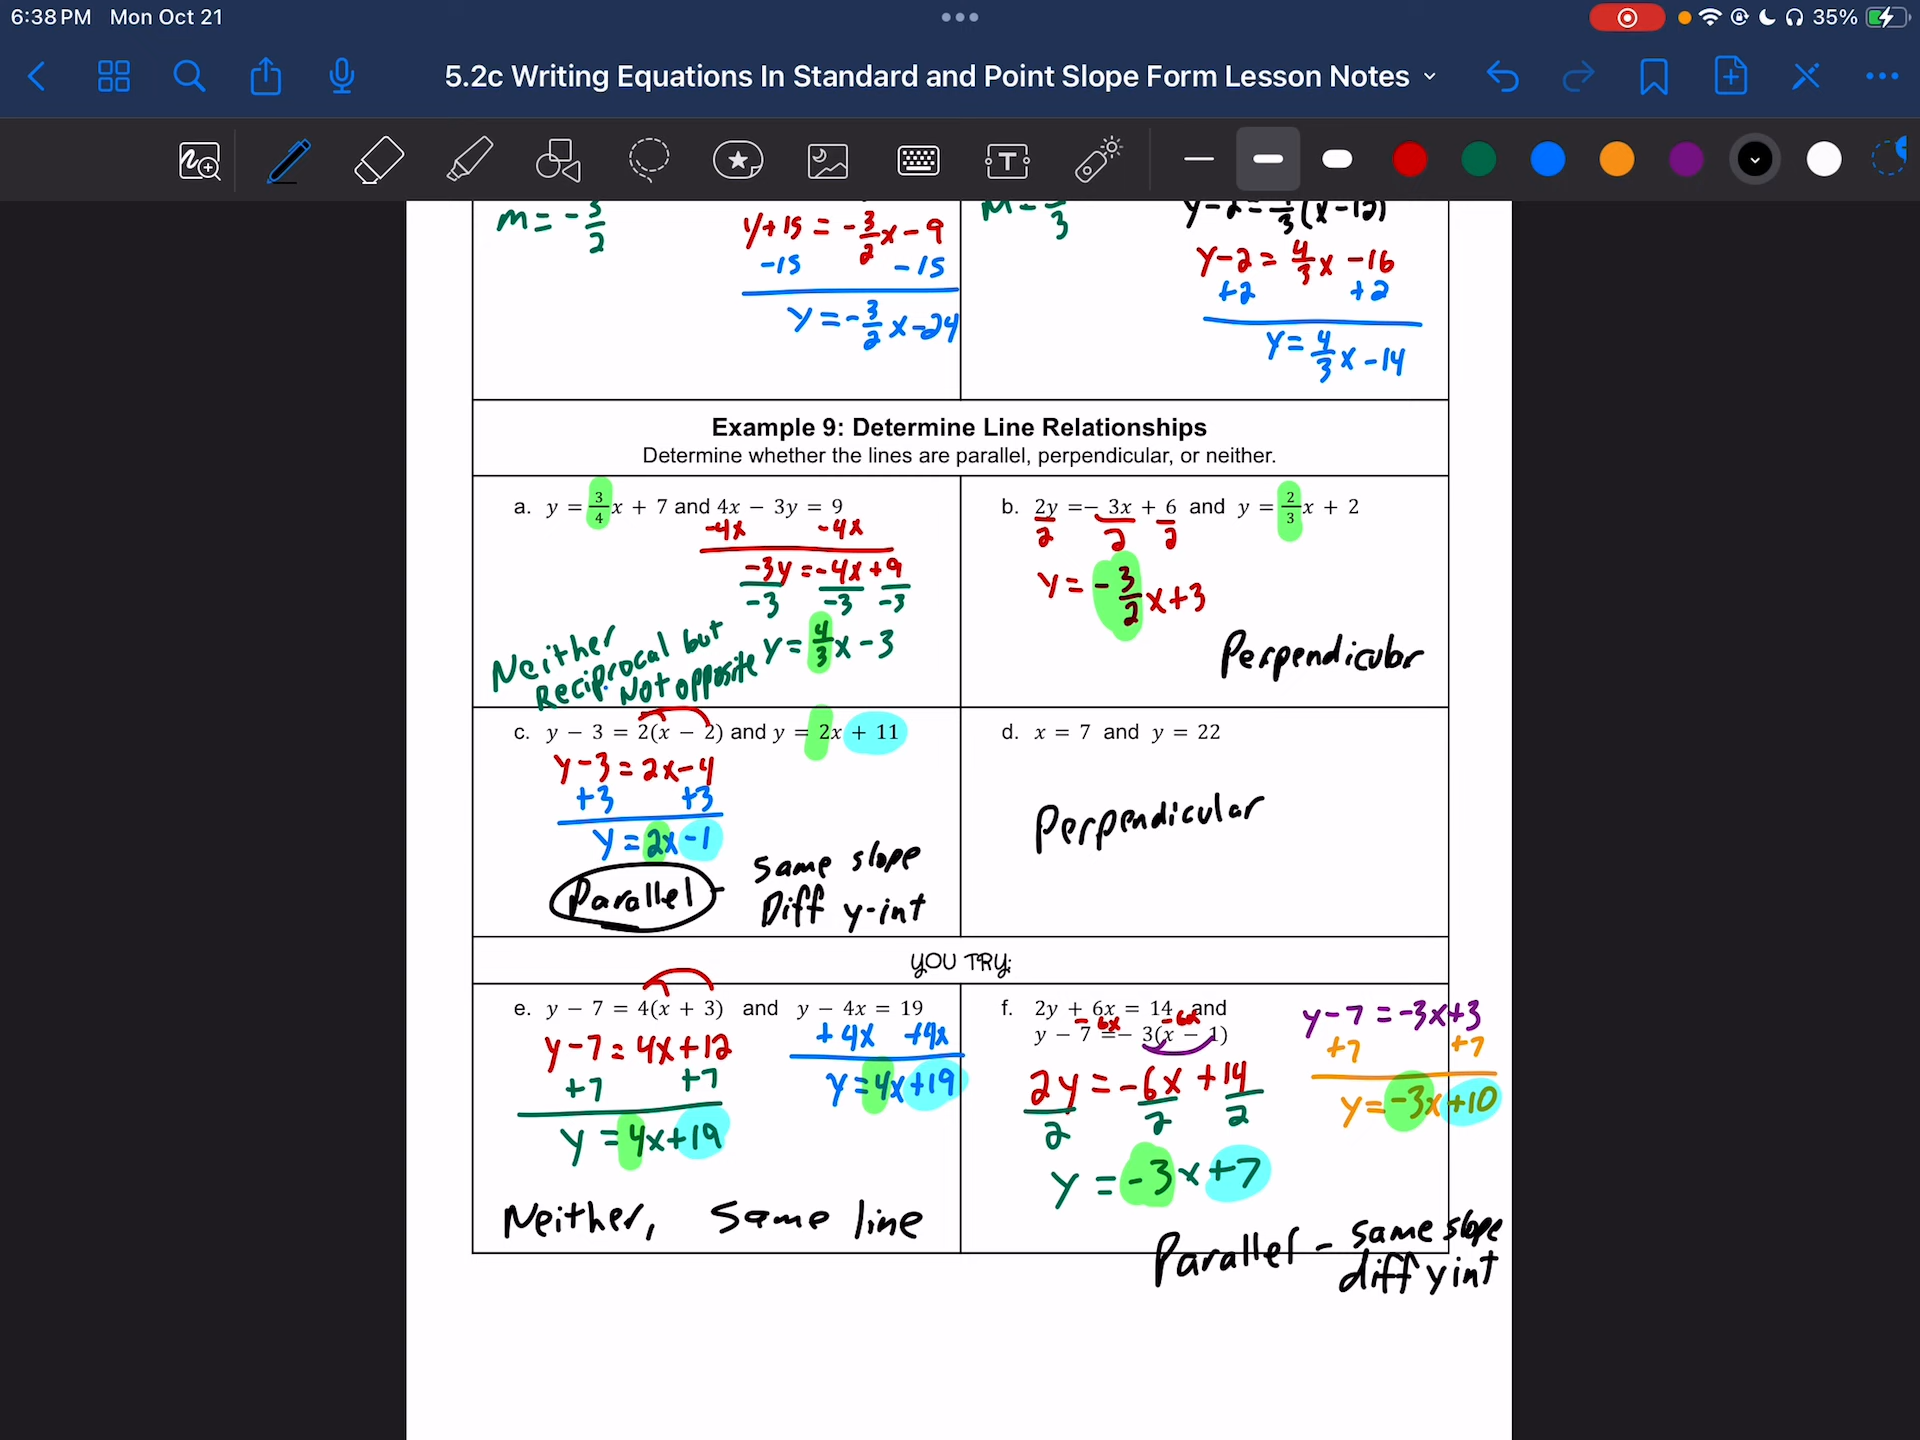 6:38 PM Mon Oct 21
35%
5.2c Writing Equations In Standard and Point Slope Form Lesson Notes
m = -3/2
y+15 = -3/2x-9
-15 -15
y=-3/2x-24
3
y-2=4/3x-16
+2 +2
y=4/3x-14
Example 9: Determine Line Relationships
Determine whether the lines are parallel, perpendicular, or neither.
a. y = 3/4x + 7 and 4x − 3y = 9
-4x -4x
-3y=-4x+9
-3 -3 -3
y=4/3x-3
Neither
Reciprocal but
Not opposite
b. 2y =− 3x + 6 and y = 2/3x + 2
2 2 2
y=-3/2x+3
Perpendicular
c. y − 3 = 2(x − 2) and y = 2x + 11
y-3=2x-4
+3 +3
y=2x-1
Parallel - same slope
Diff y-int
d. x = 7 and y = 22
Perpendicular
YOU TRY:
e. y − 7 = 4(x + 3) and y − 4x = 19
y-7=4x+12
+7 +7
y=4x+19
+4x +4x
y=4x+19
Neither, Same line
f. 2y + 6x = 14 and
-6x -6x
y − 7 =− 3(x − 1)
2y=-6x+14
2 2 2
y=-3x+7
y-7=-3x+3
+7 +7
y=-3x+10
Parallel - same slope
diff y int